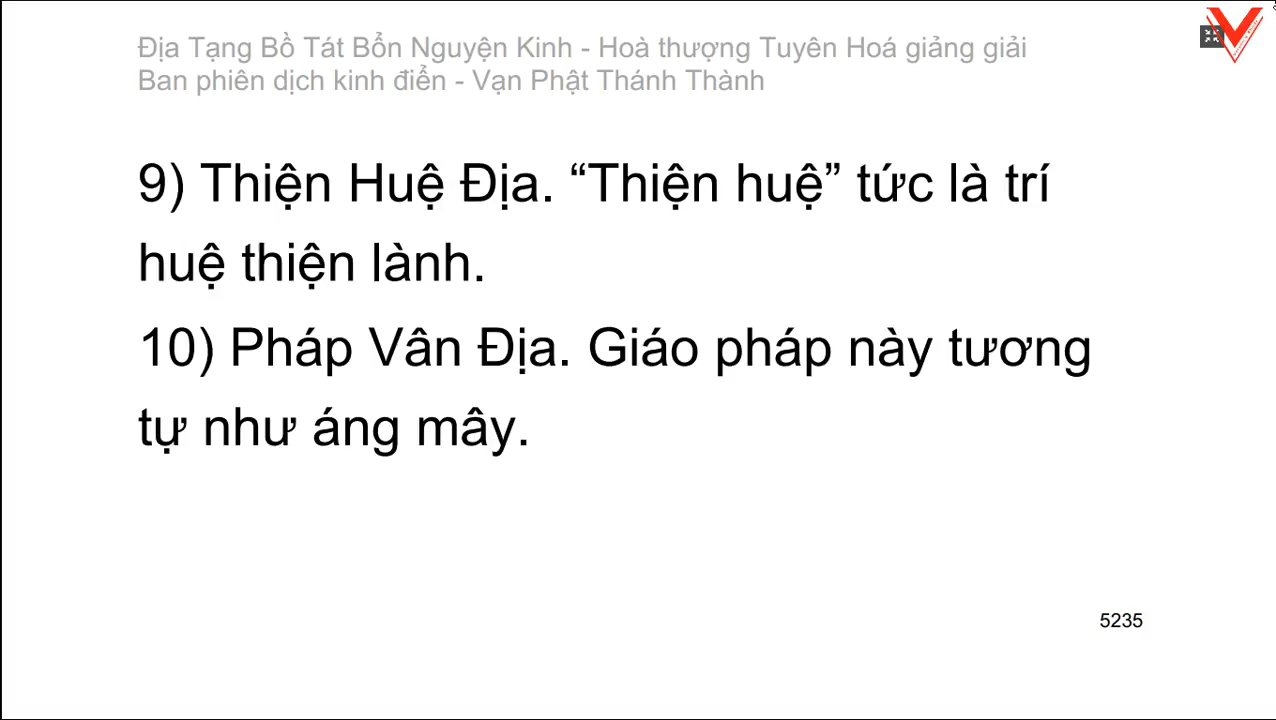 Địa Tạng Bồ Tát Bổn Nguyện Kinh - Hoà thượng Tuyên Hoá giảng giải
Ban phiên dịch kinh điển - Vạn Phật Thánh Thành
9) Thiện Huệ Địa. “Thiện huệ” tức là trí
huệ thiện lành.
10) Pháp Vân Địa. Giáo pháp này tương
tự như áng mây.
5235